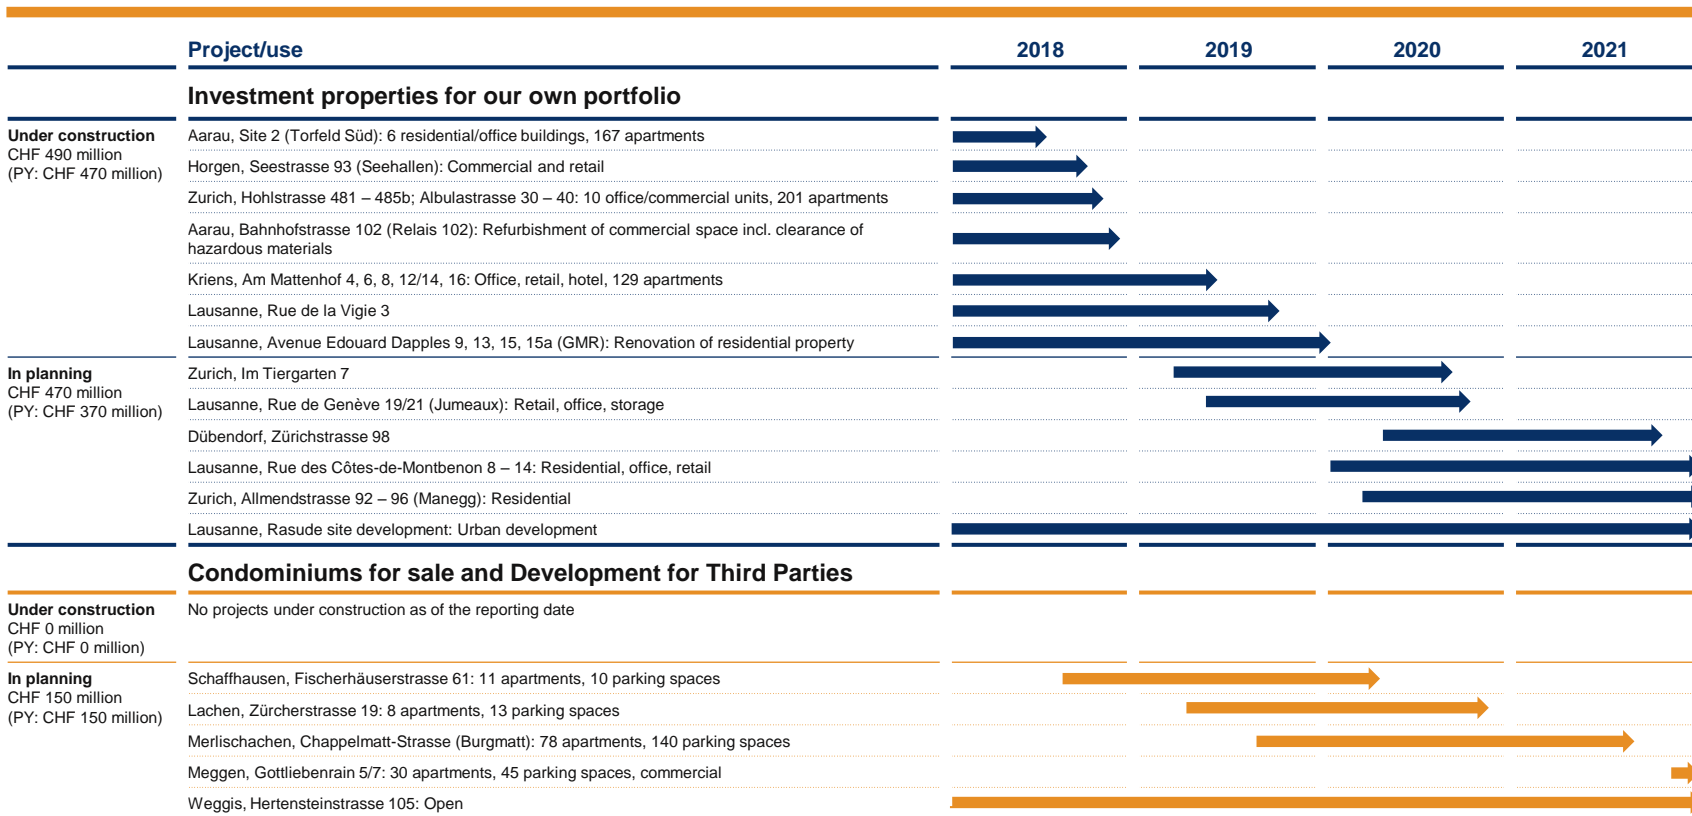 Project/use 2018 2019 2020 2021
Investment properties for our own portfolio
Under construction
CHF 490 million
(PY: CHF 470 million)
Aarau, Site 2 (Torfeld Süd): 6 residential/office buildings, 167 apartments
Horgen, Seestrasse 93 (Seehallen): Commercial and retail
Zurich, Hohlstrasse 481 – 485b; Albulastrasse 30 – 40: 10 office/commercial units, 201 apartments
Aarau, Bahnhofstrasse 102 (Relais 102): Refurbishment of commercial space incl. clearance of
hazardous materials
Kriens, Am Mattenhof 4, 6, 8, 12/14, 16: Office, retail, hotel, 129 apartments
Lausanne, Rue de la Vigie 3
Lausanne, Avenue Edouard Dapples 9, 13, 15, 15a (GMR): Renovation of residential property
In planning
CHF 470 million
(PY: CHF 370 million)
Zurich, Im Tiergarten 7
Lausanne, Rue de Genève 19/21 (Jumeaux): Retail, office, storage
Dübendorf, Zürichstrasse 98
Lausanne, Rue des Côtes-de-Montbenon 8 – 14: Residential, office, retail
Zurich, Allmendstrasse 92 – 96 (Manegg): Residential
Lausanne, Rasude site development: Urban development
Condominiums for sale and Development for Third Parties
Under construction
CHF 0 million
(PY: CHF 0 million)
No projects under construction as of the reporting date
In planning
CHF 150 million
(PY: CHF 150 million)
Schaffhausen, Fischerhäuserstrasse 61: 11 apartments, 10 parking spaces
Lachen, Zürcherstrasse 19: 8 apartments, 13 parking spaces
Merlischachen, Chappelmatt-Strasse (Burgmatt): 78 apartments, 140 parking spaces
Meggen, Gottliebenrain 5/7: 30 apartments, 45 parking spaces, commercial
Weggis, Hertensteinstrasse 105: Open